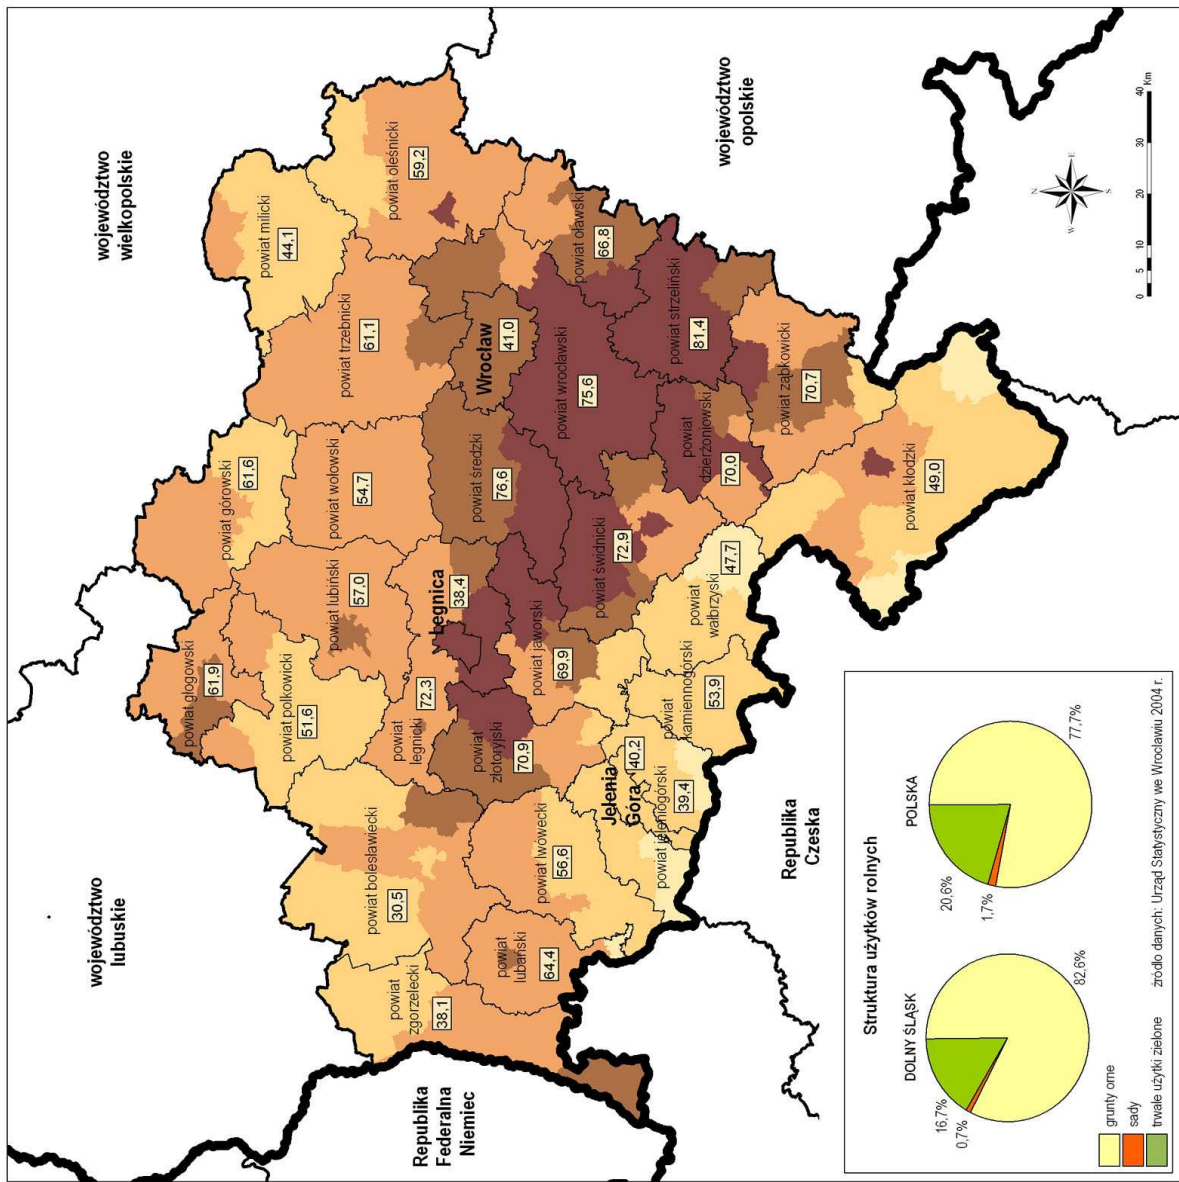 województwo
wielkopolskie
województwo
lubuskie
województwo
opolskie
Republika
Federalna
Niemiec
Republika
Czeska
powiat milicki
44,1
powiat oleśnicki
59,2
powiat trzebnicki
61,1
powiat górowski
61,6
powiat wołowski
54,7
powiat głogowski
61,9
powiat polkowicki
51,6
powiat lubiński
57,0
Wrocław
41,0
powiat oławski
66,8
powiat średzki
76,6
powiat wrocławski
75,6
powiat strzeliński
81,4
Legnica
38,4
powiat
legnicki
72,3
powiat bolesławiecki
30,5
powiat
zgorzelecki
38,1
powiat
lubański
64,4
powiat lwówecki
56,6
powiat
złotoryjski
70,9
powiat jaworski
69,9
powiat świdnicki
72,9
powiat
dzierżoniowski
70,0
powiat ząbkowicki
70,7
powiat kłodzki
49,0
powiat
wałbrzyski
47,7
powiat
kamiennogórski
53,9
Jelenia
Góra
40,2
powiat jeleniogórski
39,4
N
E
S
W
0 5 10 20 30 40
Km
Struktura użytków rolnych
DOLNY ŚLĄSK
16,7%
0,7%
82,6%
POLSKA
20,6%
1,7%
77,7%
grunty orne
sady
trwałe użytki zielone
źródło danych: Urząd Statystyczny we Wrocławiu 2004 r.